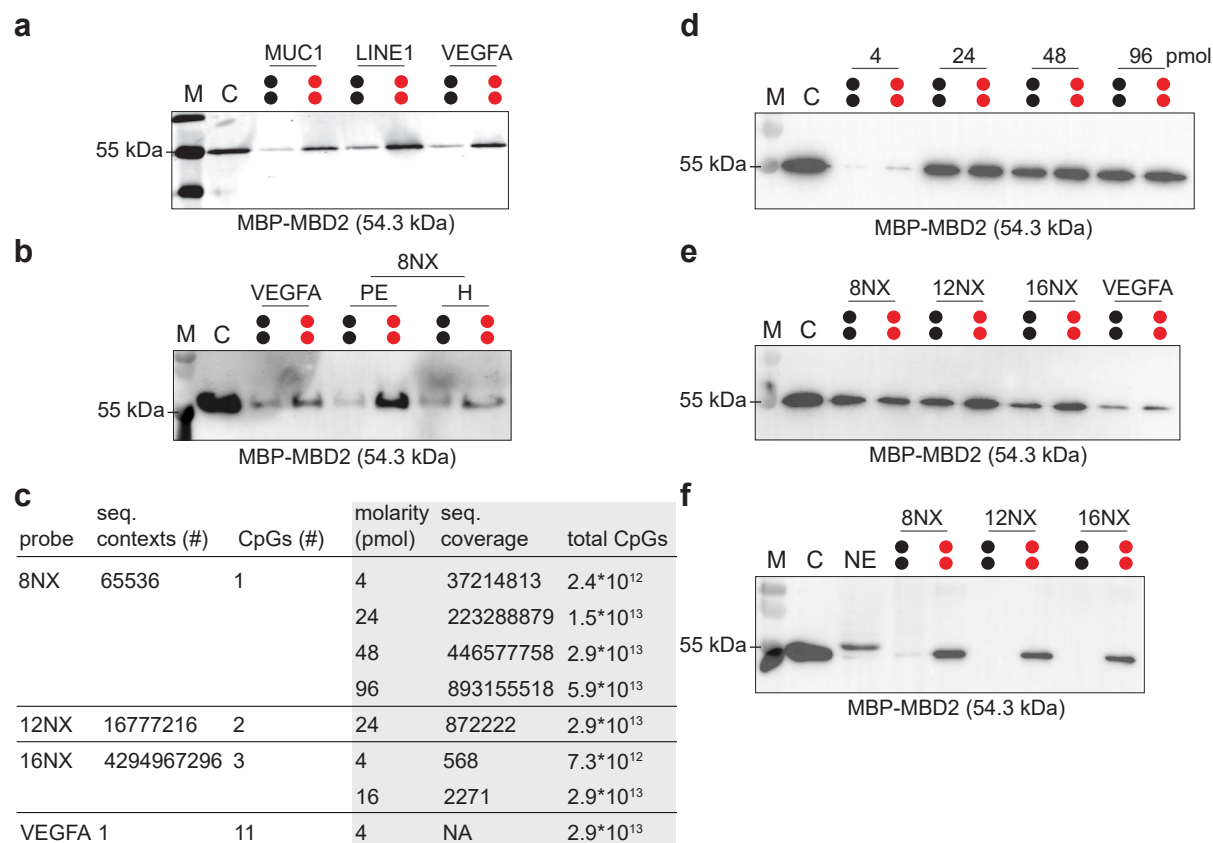 a
MUC1 LINE1 VEGFA
M C
55 kDa
MBP-MBD2 (54.3 kDa)
b
8NX
VEGFA PE H
M C
55 kDa
MBP-MBD2 (54.3 kDa)
c
probe seq. contexts (#) CpGs (#) molarity (pmol) seq. coverage total CpGs
8NX 65536 1 4 37214813 2.4*10¹²
24 223288879 1.5*10¹³
48 446577758 2.9*10¹³
96 893155518 5.9*10¹³
12NX 16777216 2 24 872222 2.9*10¹³
16NX 4294967296 3 4 568 7.3*10¹²
16 2271 2.9*10¹³
VEGFA 1 11 4 NA 2.9*10¹³
d
4 24 48 96 pmol
M C
55 kDa
MBP-MBD2 (54.3 kDa)
e
8NX 12NX 16NX VEGFA
M C
55 kDa
MBP-MBD2 (54.3 kDa)
f
8NX 12NX 16NX
M C NE
55 kDa
MBP-MBD2 (54.3 kDa)